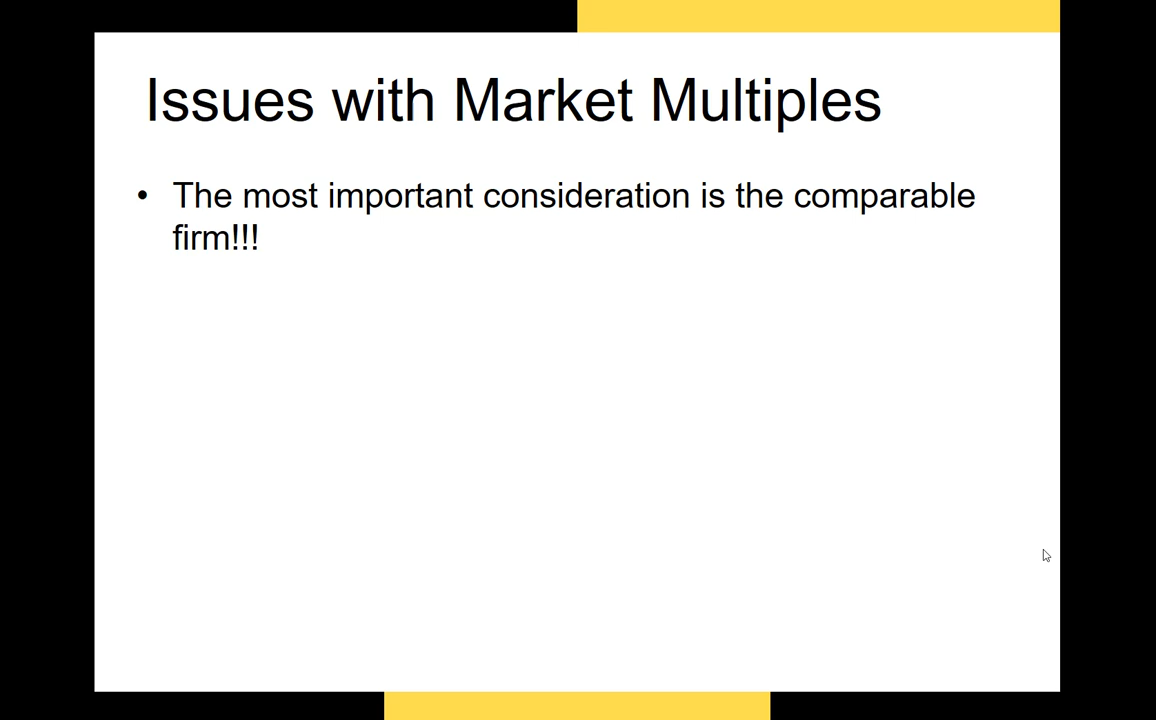 Issues with Market Multiples
• The most important consideration is the comparable
firm!!!